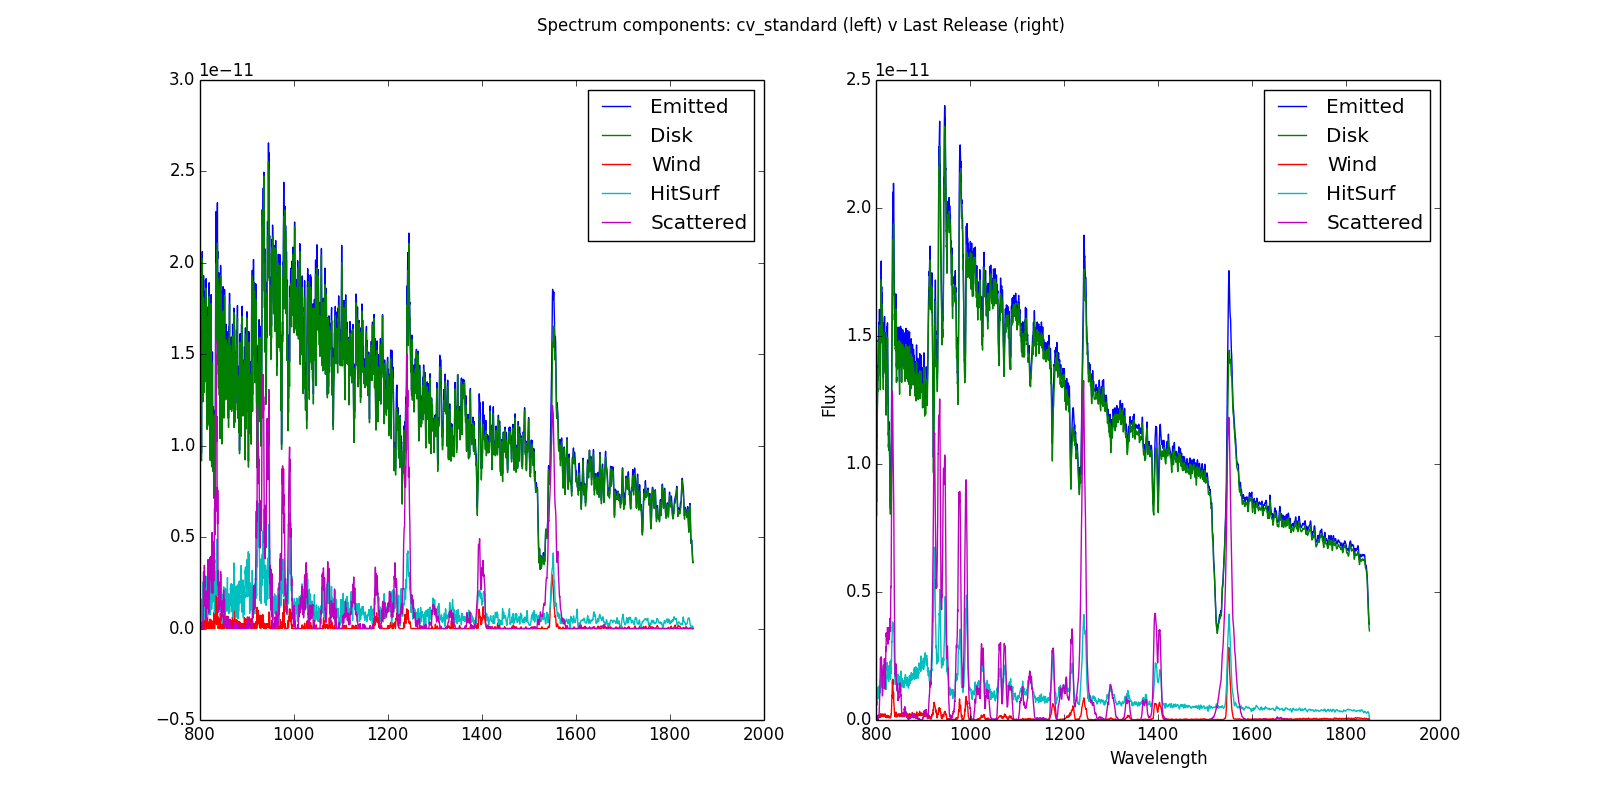 Spectrum components: cv_standard (left) v Last Release (right)
1e−11
3.0
2.5
2.0
1.5
1.0
0.5
0.0
−0.5
800
1000
1200
1400
1600
1800
2000
Emitted
Disk
Wind
HitSurf
Scattered
1e−11
2.5
2.0
1.5
1.0
0.5
0.0
Flux
800
1000
1200
1400
1600
1800
2000
Wavelength
Emitted
Disk
Wind
HitSurf
Scattered